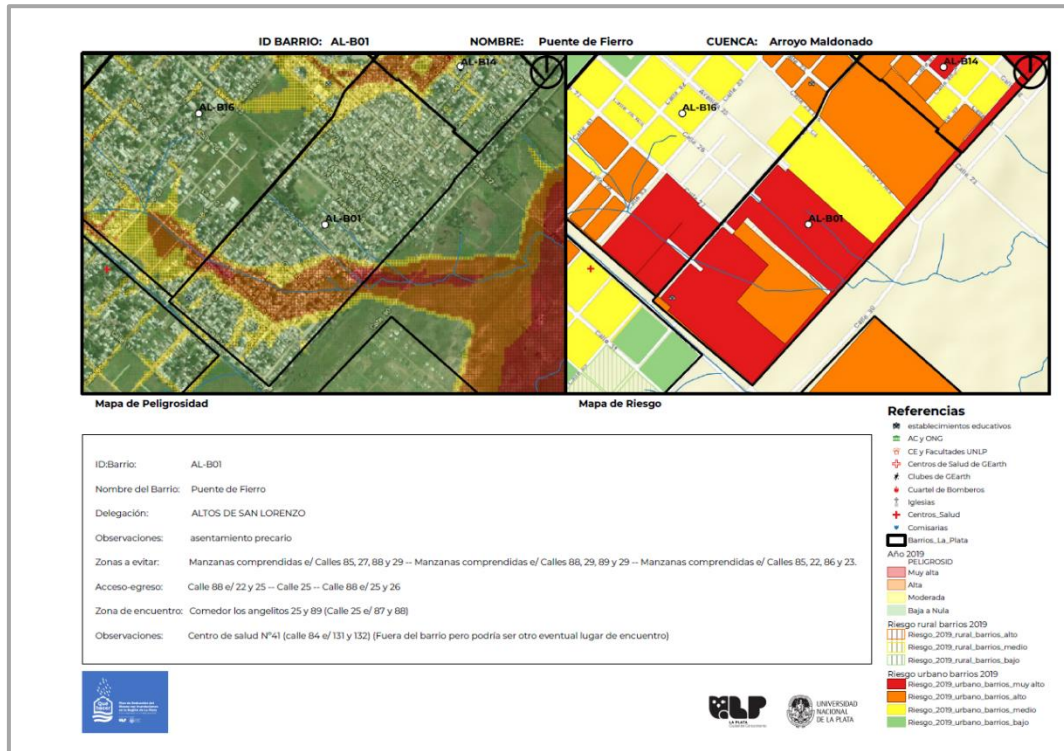 ID BARRIO: AL-B01 NOMBRE: Puente de Fierro CUENCA: Arroyo Maldonado
AL-B14
AL-B16
AL-B01
AL-B14
AL-B16
AL-B01
Calle 27
Calle 90
Mapa de Peligrosidad
Mapa de Riesgo
ID:Barrio: AL-B01
Nombre del Barrio: Puente de Fierro
Delegación: ALTOS DE SAN LORENZO
Observaciones: asentamiento precario
Zonas a evitar: Manzanas comprendidas e/ Calles 85, 27, 88 y 29 -- Manzanas comprendidas e/ Calles 88, 29, 89 y 29 -- Manzanas comprendidas e/ Calles 85, 22, 86 y 23.
Acceso-egreso: Calle 88 e/ 22 y 25 -- Calle 25 -- Calle 88 e/ 25 y 26
Zona de encuentro: Comedor los angelitos 25 y 89 (Calle 25 e/ 87 y 88)
Observaciones: Centro de salud Nº41 (calle 84 e/ 131 y 132) (Fuera del barrio pero podría ser otro eventual lugar de encuentro)
Referencias
establecimientos educativos
AC y ONG
CE y Facultades UNLP
Centros de Salud de GEarth
Clubes de GEarth
Cuartel de Bomberos
Iglesias
Centros_Salud
Comisarias
Barrios_La_Plata
Año 2019
PELIGROSID
Muy alta
Alta
Moderada
Baja a Nula
Riesgo rural barrios 2019
Riesgo_2019_rural_barrios_alto
Riesgo_2019_rural_barrios_medio
Riesgo_2019_rural_barrios_bajo
Riesgo urbano barrios 2019
Riesgo_2019_urbano_barrios_muy alto
Riesgo_2019_urbano_barrios_alto
Riesgo_2019_urbano_barrios_medio
Riesgo_2019_urbano_barrios_bajo
LA PLATA
UNIVERSIDAD
NACIONAL
DE LA PLATA